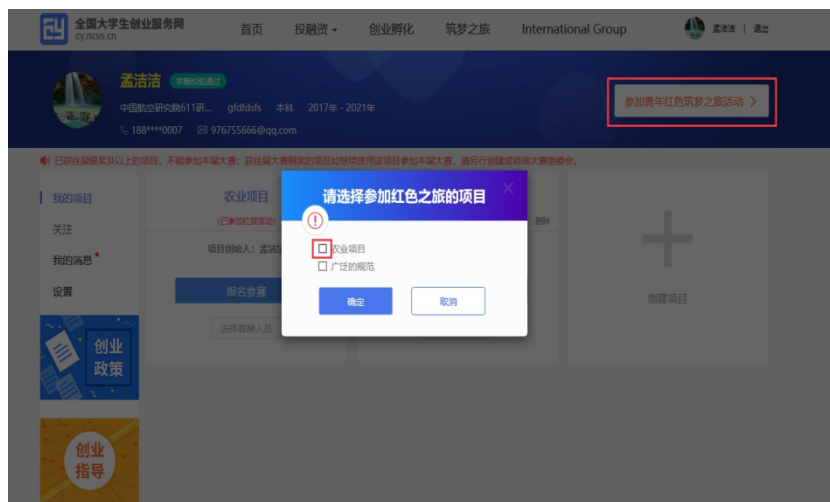 全国大学生创业服务网
cy.ncss.cn
首页 投融资 创业孵化 筑梦之旅 International Group
孟洁洁 | 退出
孟洁洁 学籍校验通过
中国航空研究院611研... gfdfdsfs 本科 2017年 - 2021年
188****0007 976755666@qq.com
参加青年红色筑梦之旅活动 >
已获往届银奖及以上的项目，不能参加本届大赛；获往届大赛铜奖的项目如继续使用该项目参加本届大赛，请另行创建或咨询大赛组委会。
我的项目
关注
我的消息
设置
创业
政策
创业
指导
农业项目
(已参加红旅活动)
项目创始人：孟洁
报名参赛
选择答辩人员
删除
创建项目
请选择参加红色之旅的项目
农业项目
广泛的规范
确定 取消